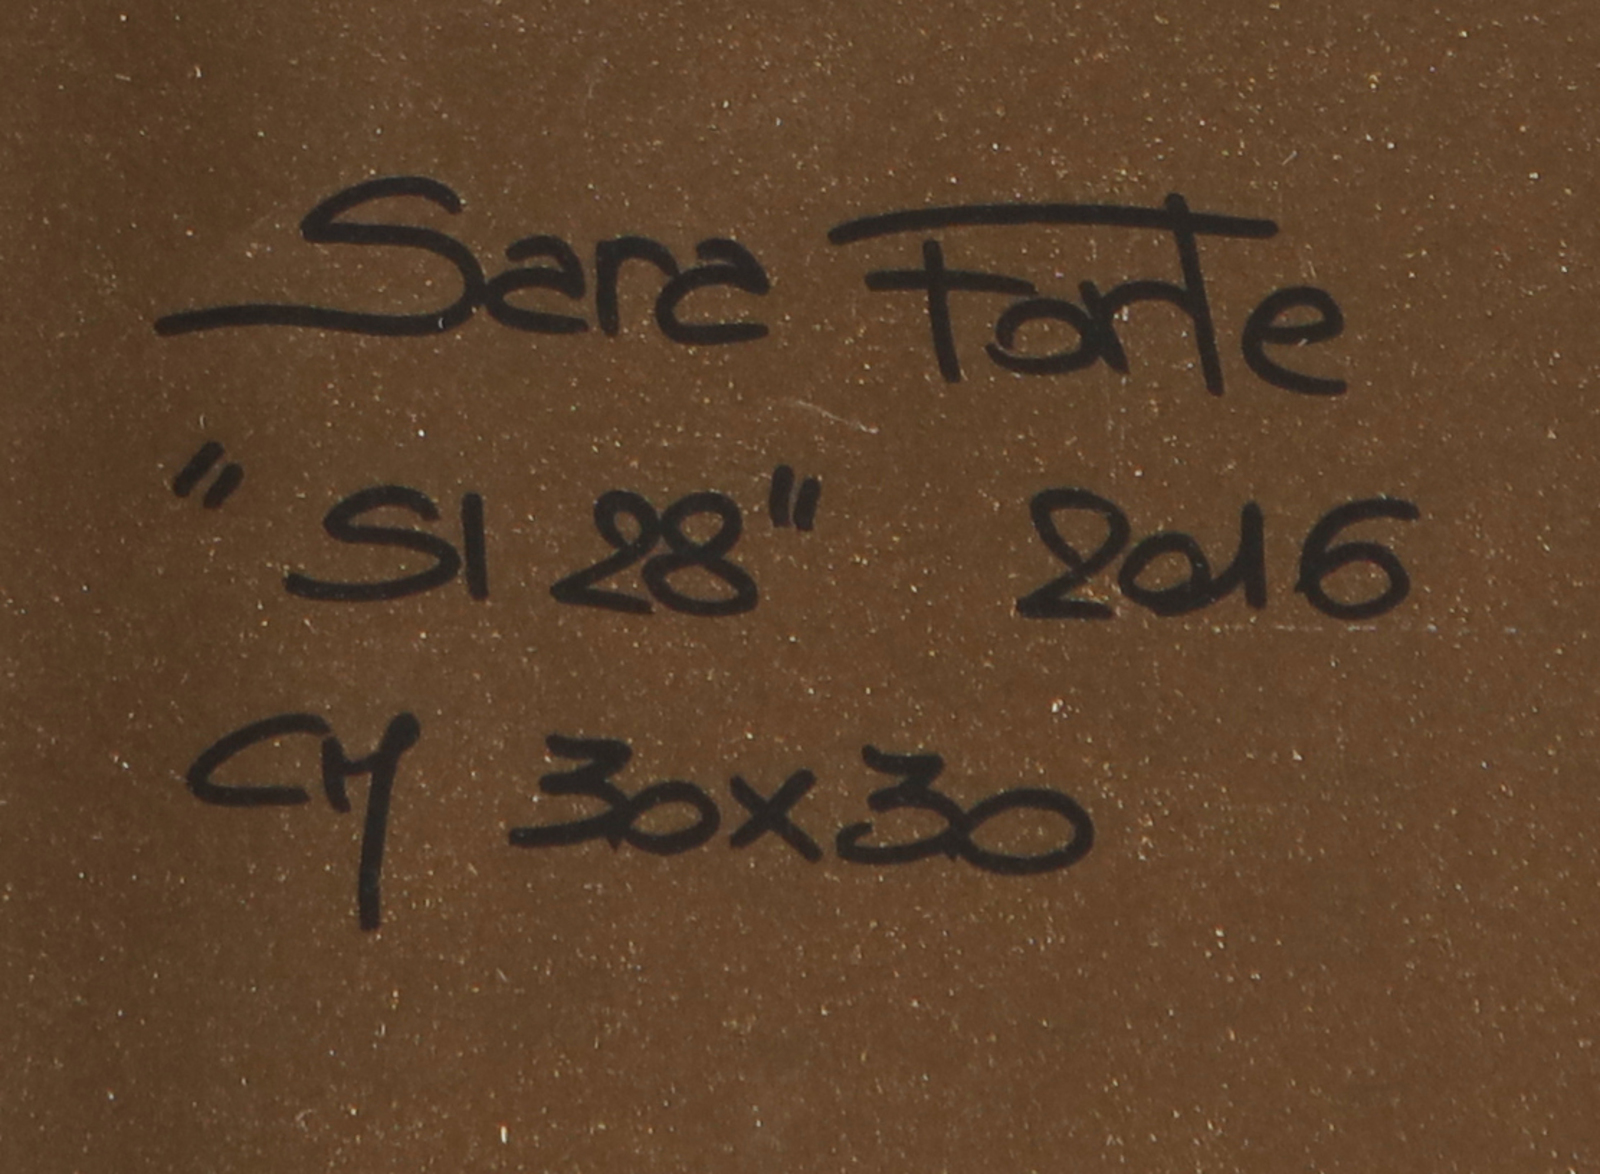 Sara Forte
"SI 28" 2016
CM 30x30